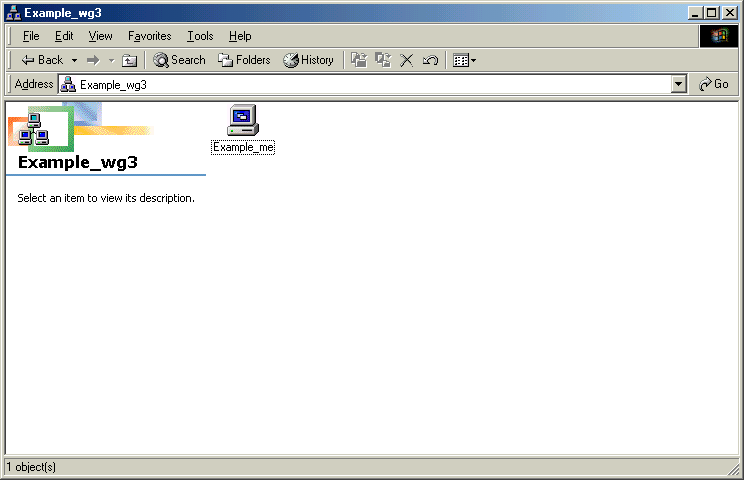 Example_wg3
File Edit View Favorites Tools Help
Back Search Folders History
Address Example_wg3 Go
Example_me
Example_wg3
Select an item to view its description.
1 object(s)